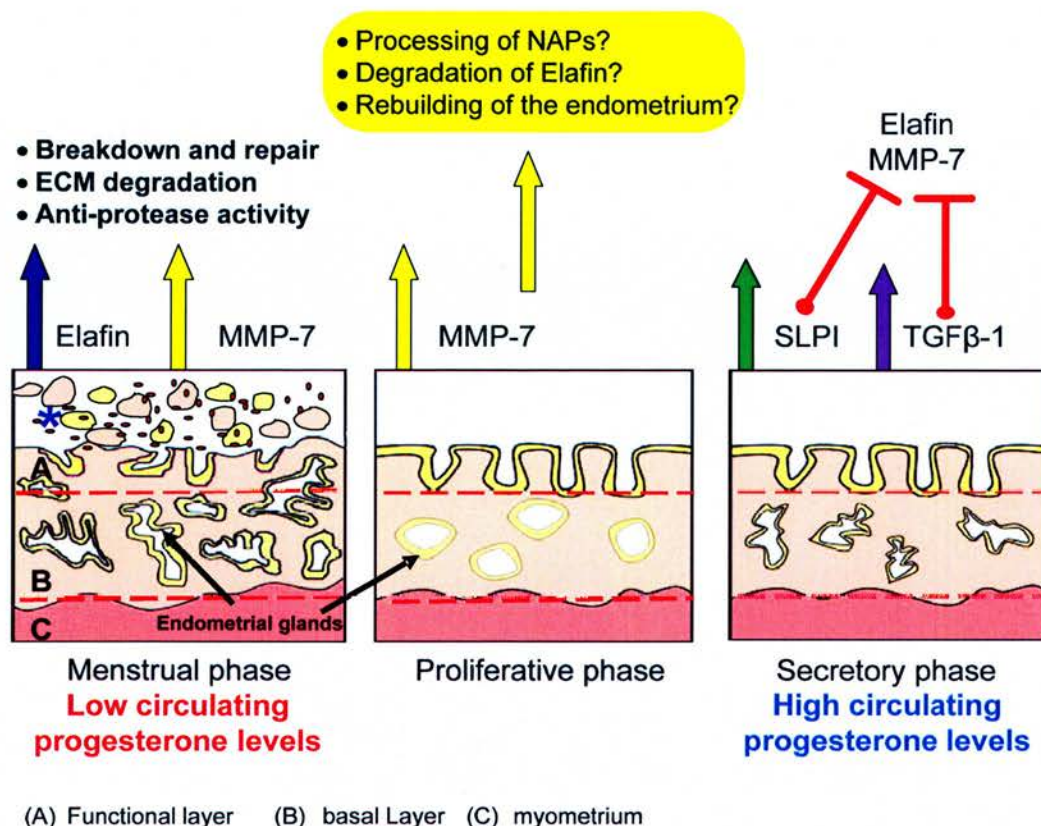 • Processing of NAPs?
• Degradation of Elafin?
• Rebuilding of the endometrium?
• Breakdown and repair
• ECM degradation
• Anti-protease activity
Elafin
MMP-7
Elafin
MMP-7
MMP-7
SLPI
TGFβ-1
*
A
B
C
Endometrial glands
Menstrual phase
Low circulating
progesterone levels
Proliferative phase
Secretory phase
High circulating
progesterone levels
(A) Functional layer (B) basal Layer (C) myometrium